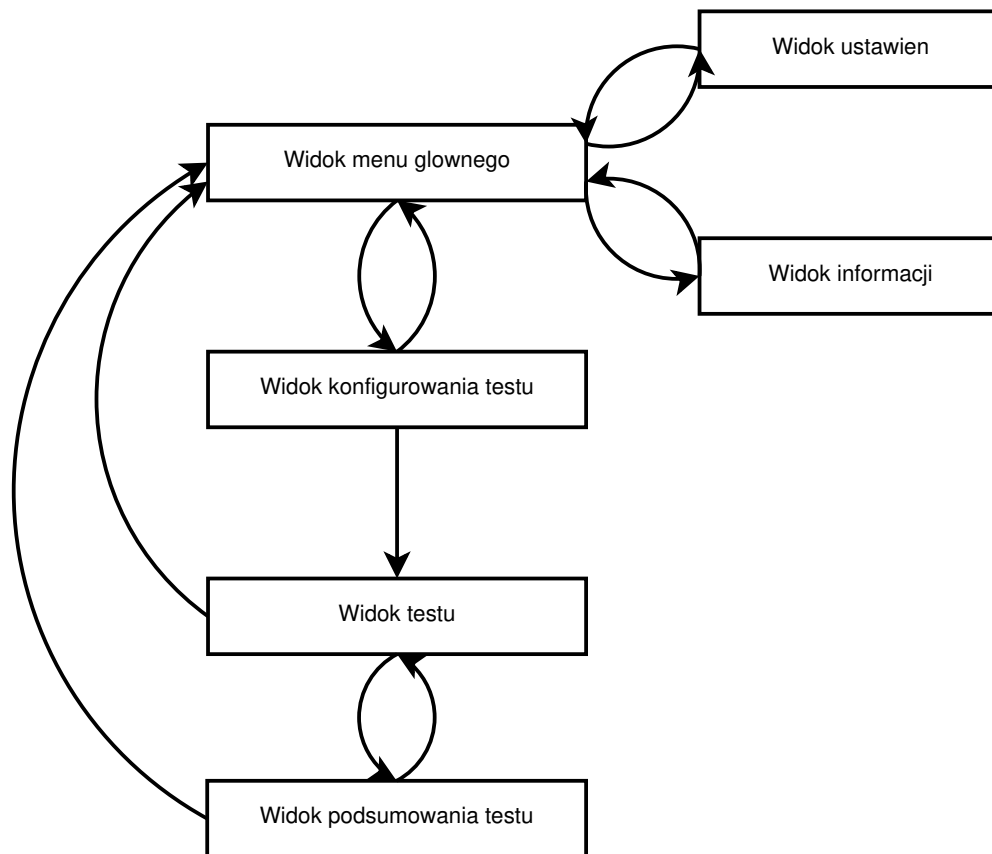 Widok ustawien
Widok menu glownego
Widok informacji
Widok konfigurowania testu
Widok testu
Widok podsumowania testu